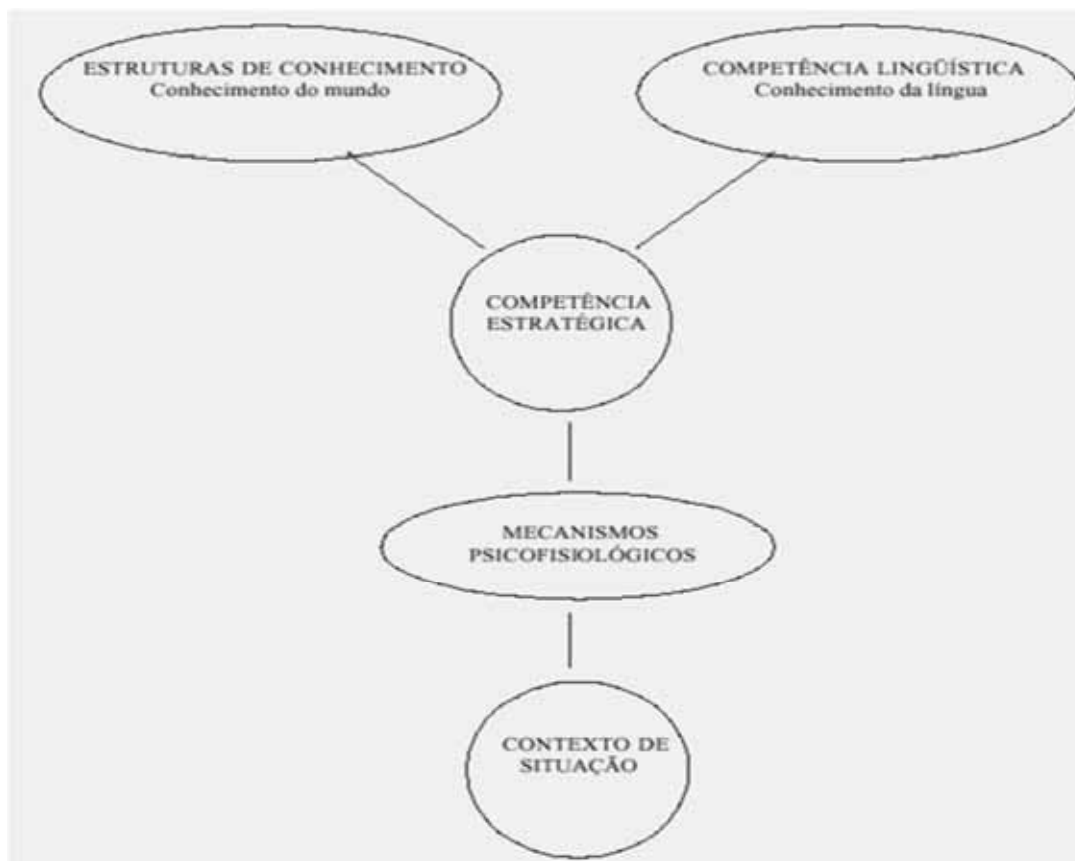 ESTRUTURAS DE CONHECIMENTO
Conhecimento do mundo
COMPETÊNCIA LINGÜÍSTICA
Conhecimento da língua
COMPETÊNCIA
ESTRATÉGICA
MECANISMOS
PSICOFISIOLÓGICOS
CONTEXTO DE
SITUAÇÃO